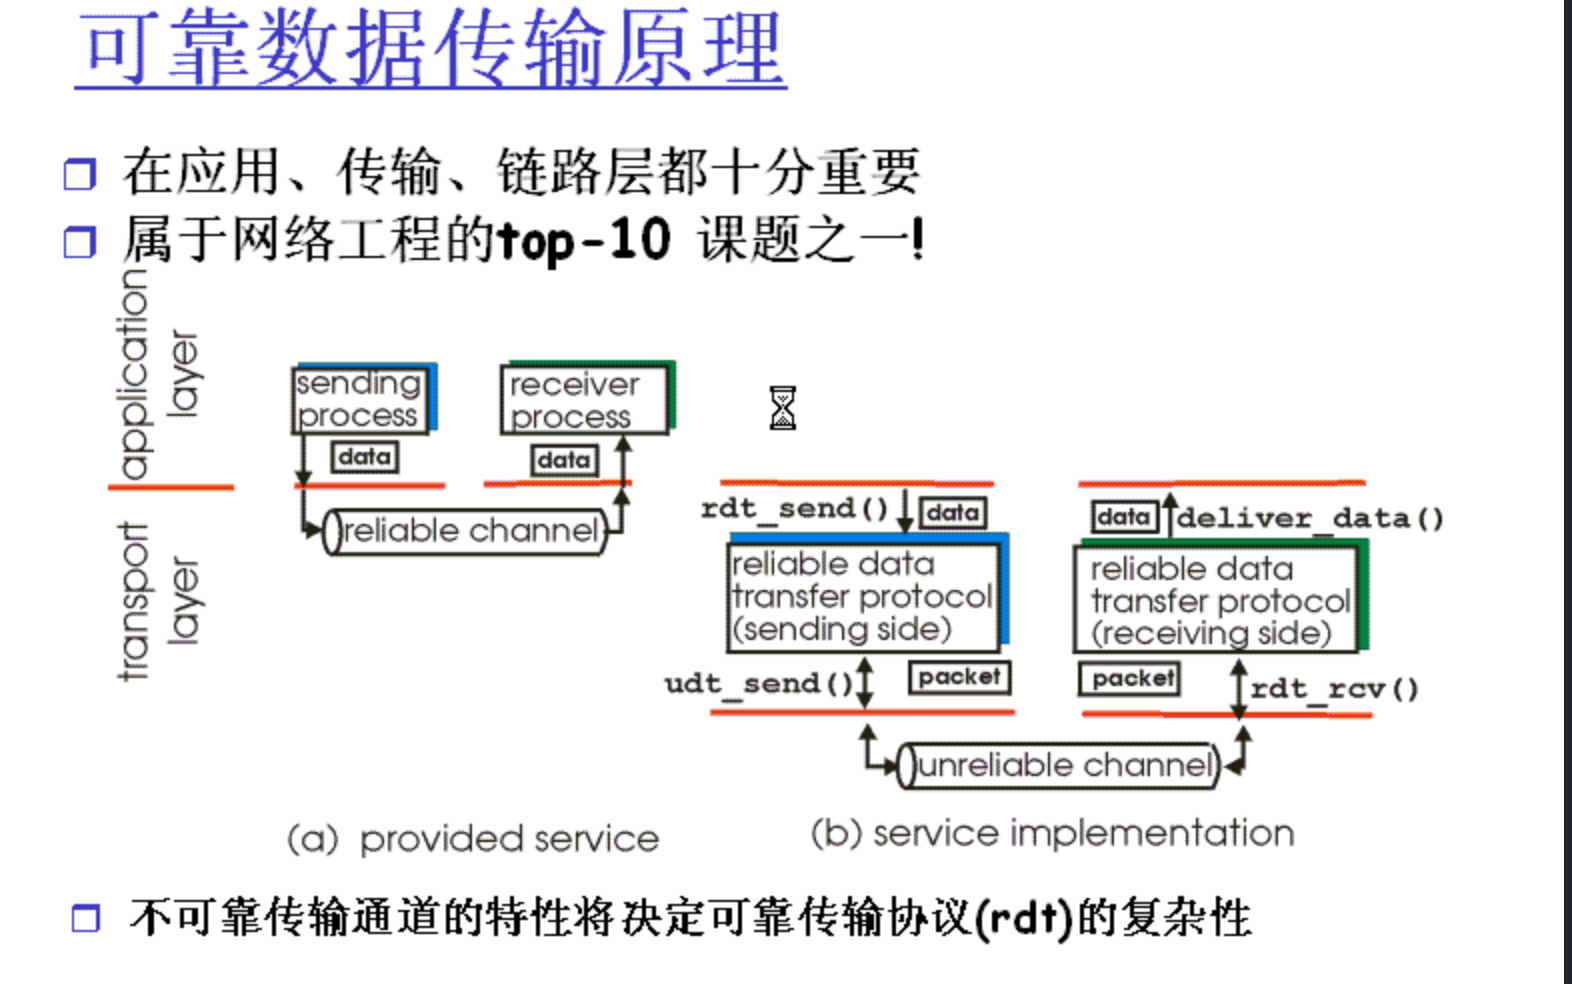 可靠数据传输原理
在应用、传输、链路层都十分重要
属于网络工程的top-10 课题之一!
application
layer
transport
layer
sending
process
data
receiver
process
data
reliable channel
(a) provided service
rdt_send()
data
reliable data
transfer protocol
(sending side)
udt_send()
packet
data
deliver_data()
reliable data
transfer protocol
(receiving side)
packet
rdt_rcv()
unreliable channel
(b) service implementation
不可靠传输通道的特性将决定可靠传输协议(rdt)的复杂性